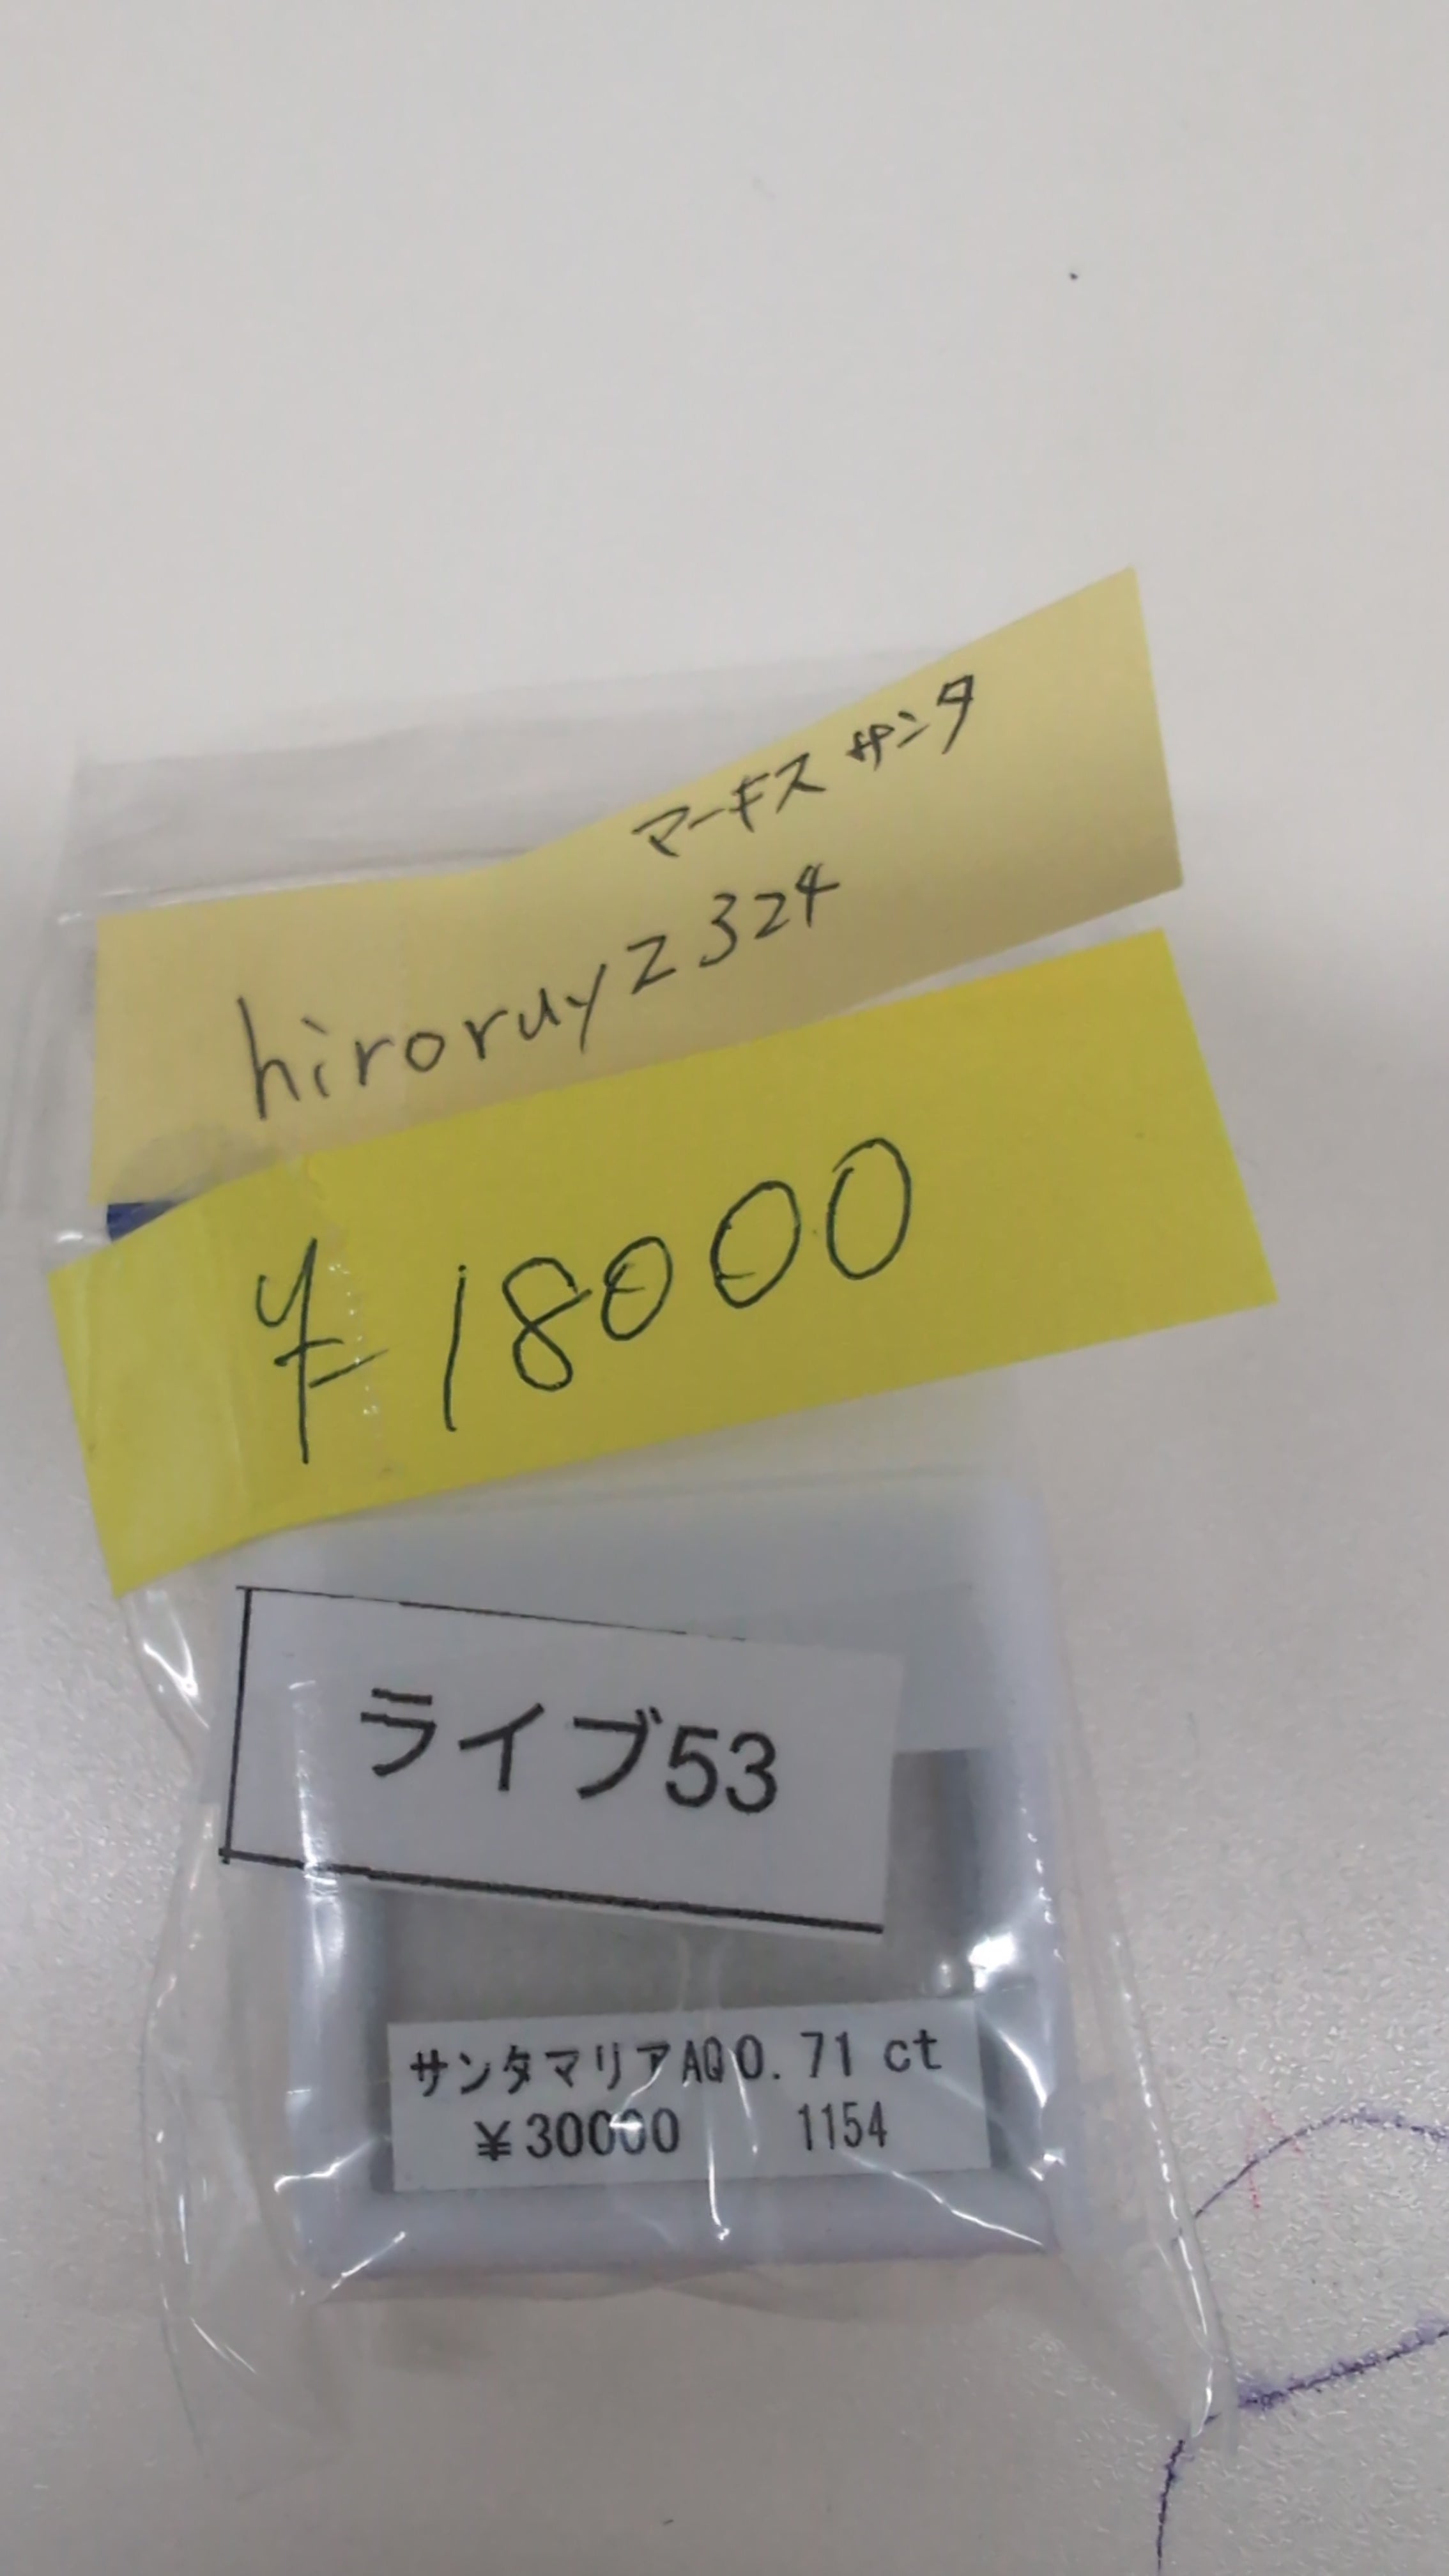 マーキス サンタ
hiroruyz324
¥18000
ライブ53
サンタマリアAQ0.71 ct
¥30000 1154